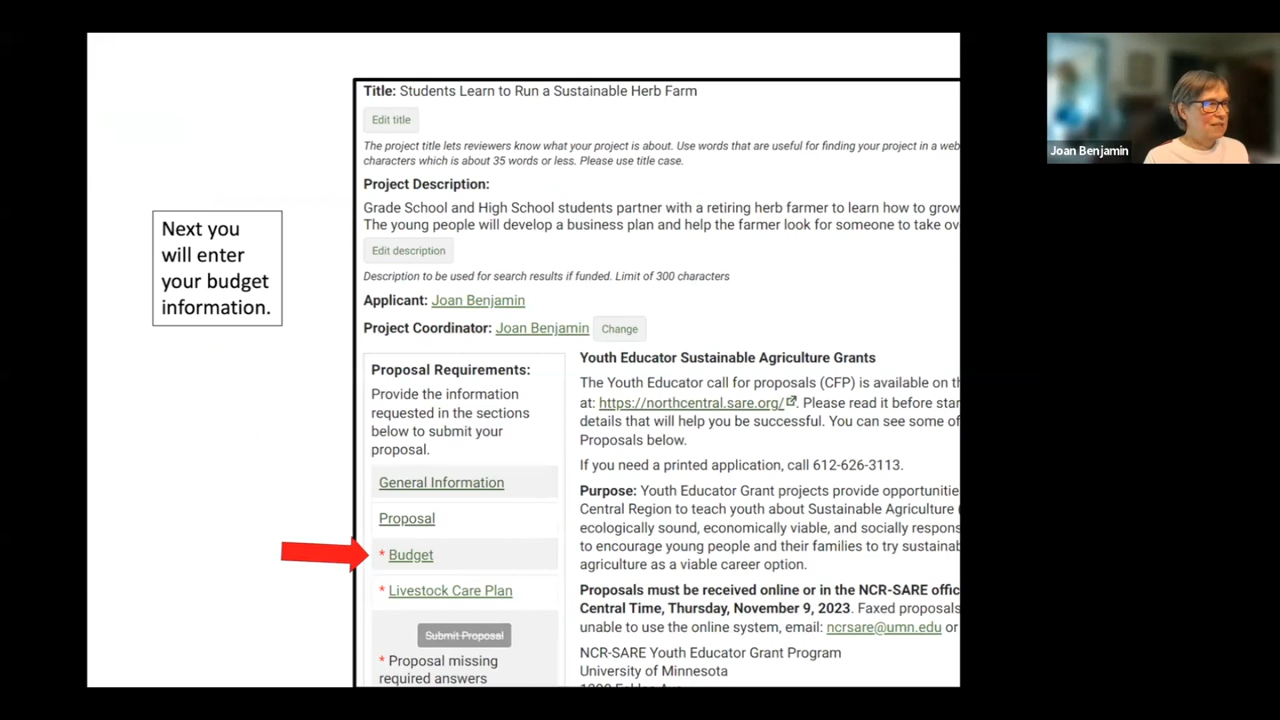 Title: Students Learn to Run a Sustainable Herb Farm
Edit title
The project title lets reviewers know what your project is about. Use words that are useful for finding your project in a web
characters which is about 35 words or less. Please use title case.
Project Description:
Grade School and High School students partner with a retiring herb farmer to learn how to grow
The young people will develop a business plan and help the farmer look for someone to take ov
Edit description
Description to be used for search results if funded. Limit of 300 characters
Applicant: Joan Benjamin
Project Coordinator: Joan Benjamin Change
Next you
will enter
your budget
information.
Proposal Requirements:
Provide the information
requested in the sections
below to submit your
proposal.
General Information
Proposal
* Budget
* Livestock Care Plan
Submit Proposal
* Proposal missing
required answers
Youth Educator Sustainable Agriculture Grants
The Youth Educator call for proposals (CFP) is available on th
at: https://northcentral.sare.org/. Please read it before star
details that will help you be successful. You can see some of
Proposals below.
If you need a printed application, call 612-626-3113.
Purpose: Youth Educator Grant projects provide opportunitie
Central Region to teach youth about Sustainable Agriculture (
ecologically sound, economically viable, and socially respons
to encourage young people and their families to try sustainab
agriculture as a viable career option.
Proposals must be received online or in the NCR-SARE offic
Central Time, Thursday, November 9, 2023. Faxed proposals
unable to use the online system, email: ncrsare@umn.edu or
NCR-SARE Youth Educator Grant Program
University of Minnesota
Joan Benjamin